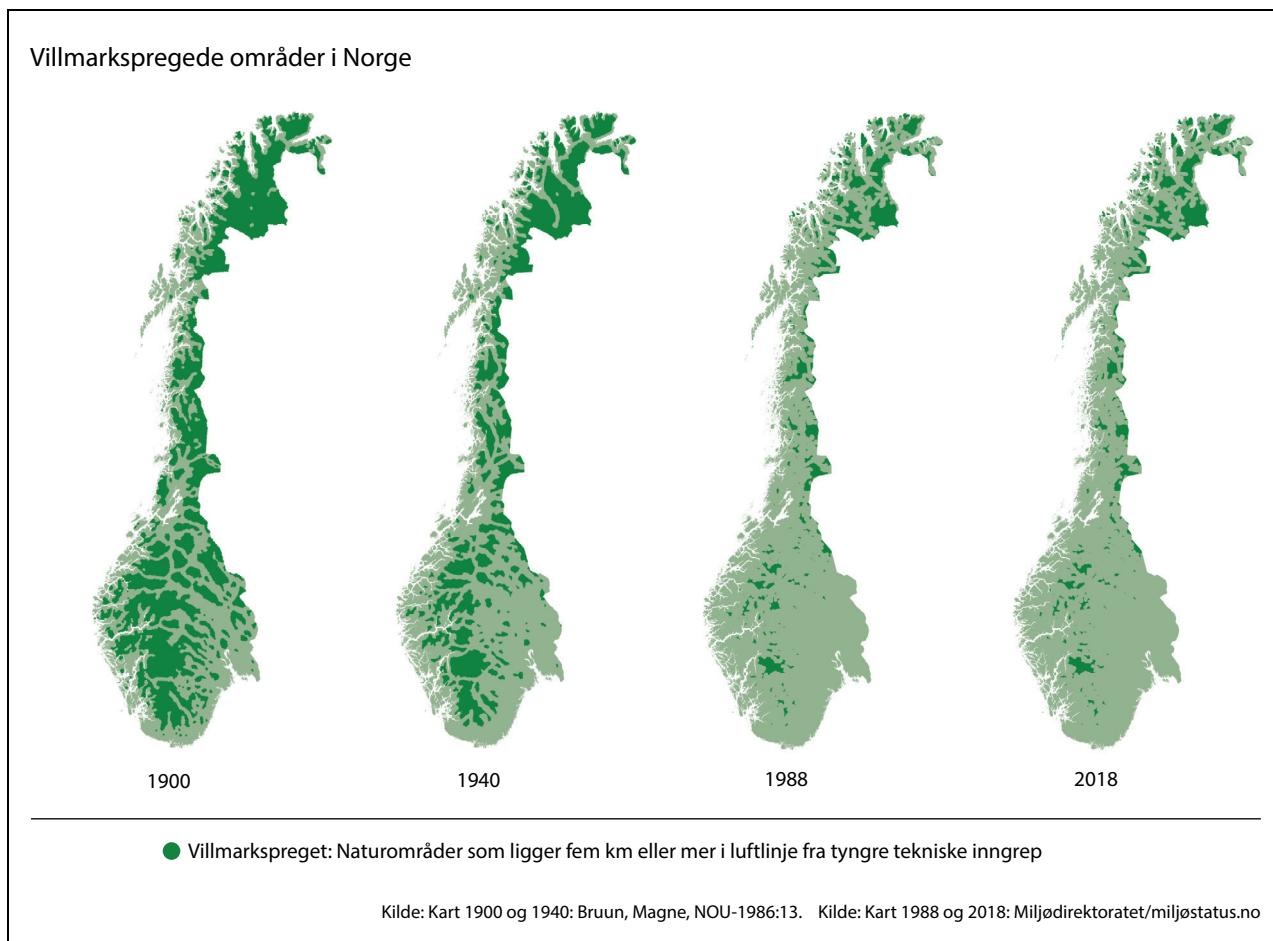 Villmarkspregede områder i Norge
1900
1940
1988
2018
Villmarkspreget: Naturområder som ligger fem km eller mer i luftlinje fra tyngre tekniske inngrep
Kilde: Kart 1900 og 1940: Bruun, Magne, NOU-1986:13. Kilde: Kart 1988 og 2018: Miljødirektoratet/miljøstatus.no